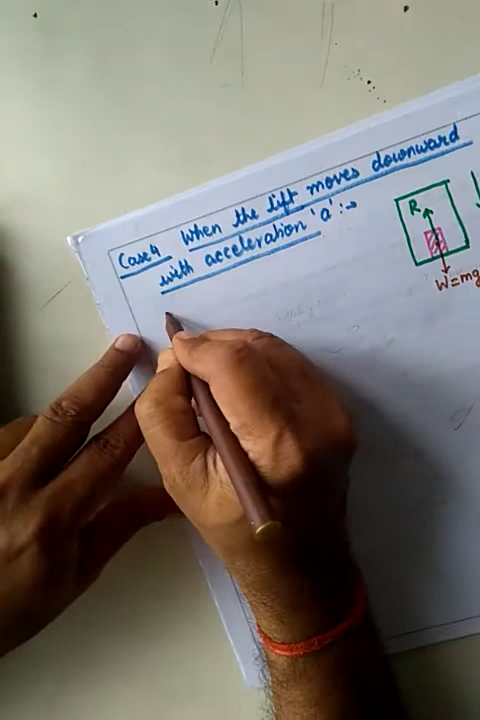 Case 4 When the lift moves downward
with acceleration 'a' :-
R
W=mg